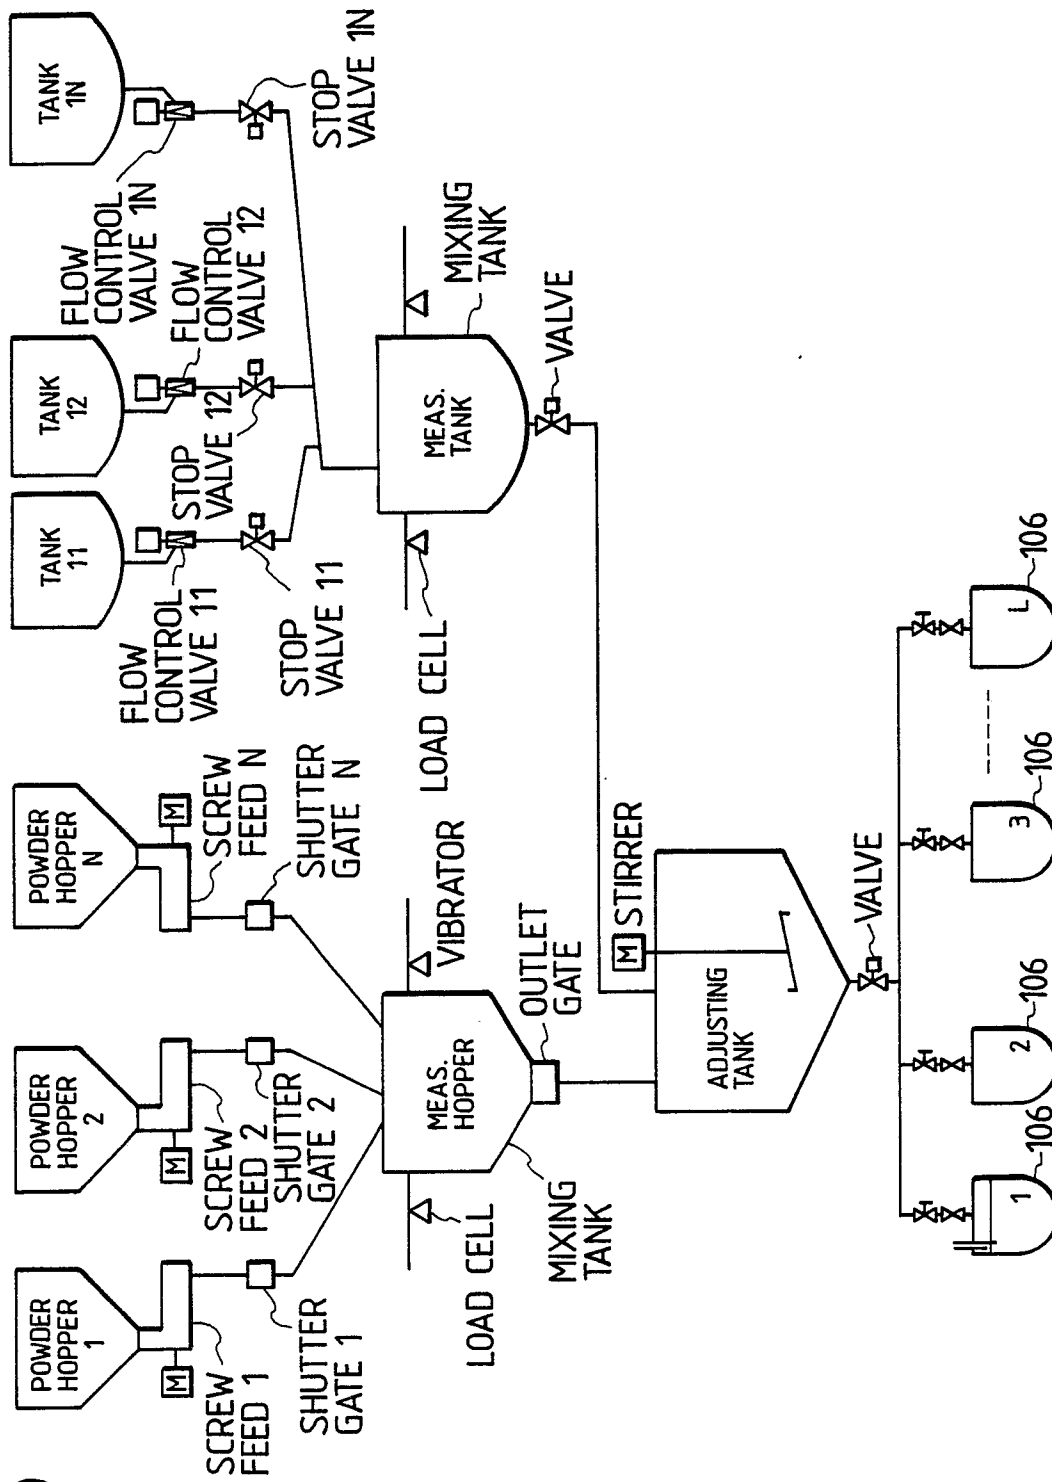 POWDER
HOPPER
1
POWDER
HOPPER
2
POWDER
HOPPER
N
TANK
11
TANK
12
TANK
1N
M
M
M
SCREW
FEED 1
SCREW
FEED 2
SCREW
FEED N
SHUTTER
GATE 1
SHUTTER
GATE 2
SHUTTER
GATE N
FLOW
CONTROL
VALVE 11
FLOW
CONTROL
VALVE 12
FLOW
CONTROL
VALVE 1N
STOP
VALVE 11
STOP
VALVE 12
STOP
VALVE 1N
LOAD CELL
MEAS.
HOPPER
VIBRATOR
MIXING
TANK
OUTLET
GATE
LOAD CELL
MEAS.
TANK
MIXING
TANK
VALVE
M
STIRRER
ADJUSTING
TANK
VALVE
1
106
2
106
3
106
L
106